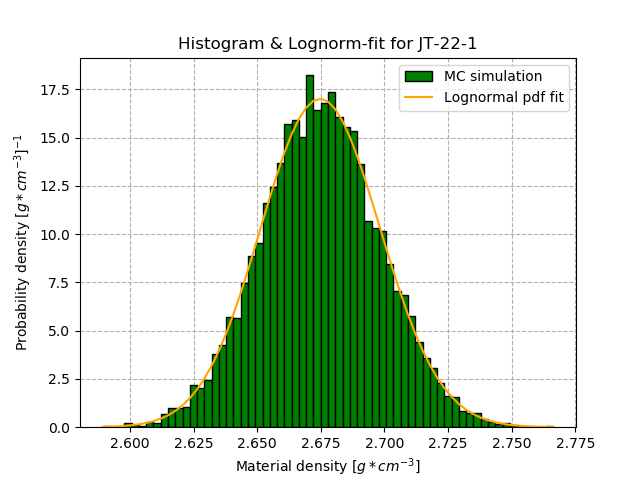 Histogram & Lognorm-fit for JT-22-1
MC simulation
Lognormal pdf fit
17.5
15.0
12.5
10.0
7.5
5.0
2.5
0.0
Probability density [g*cm⁻³]⁻¹
2.600 2.625 2.650 2.675 2.700 2.725 2.750 2.775
Material density [g*cm⁻³]